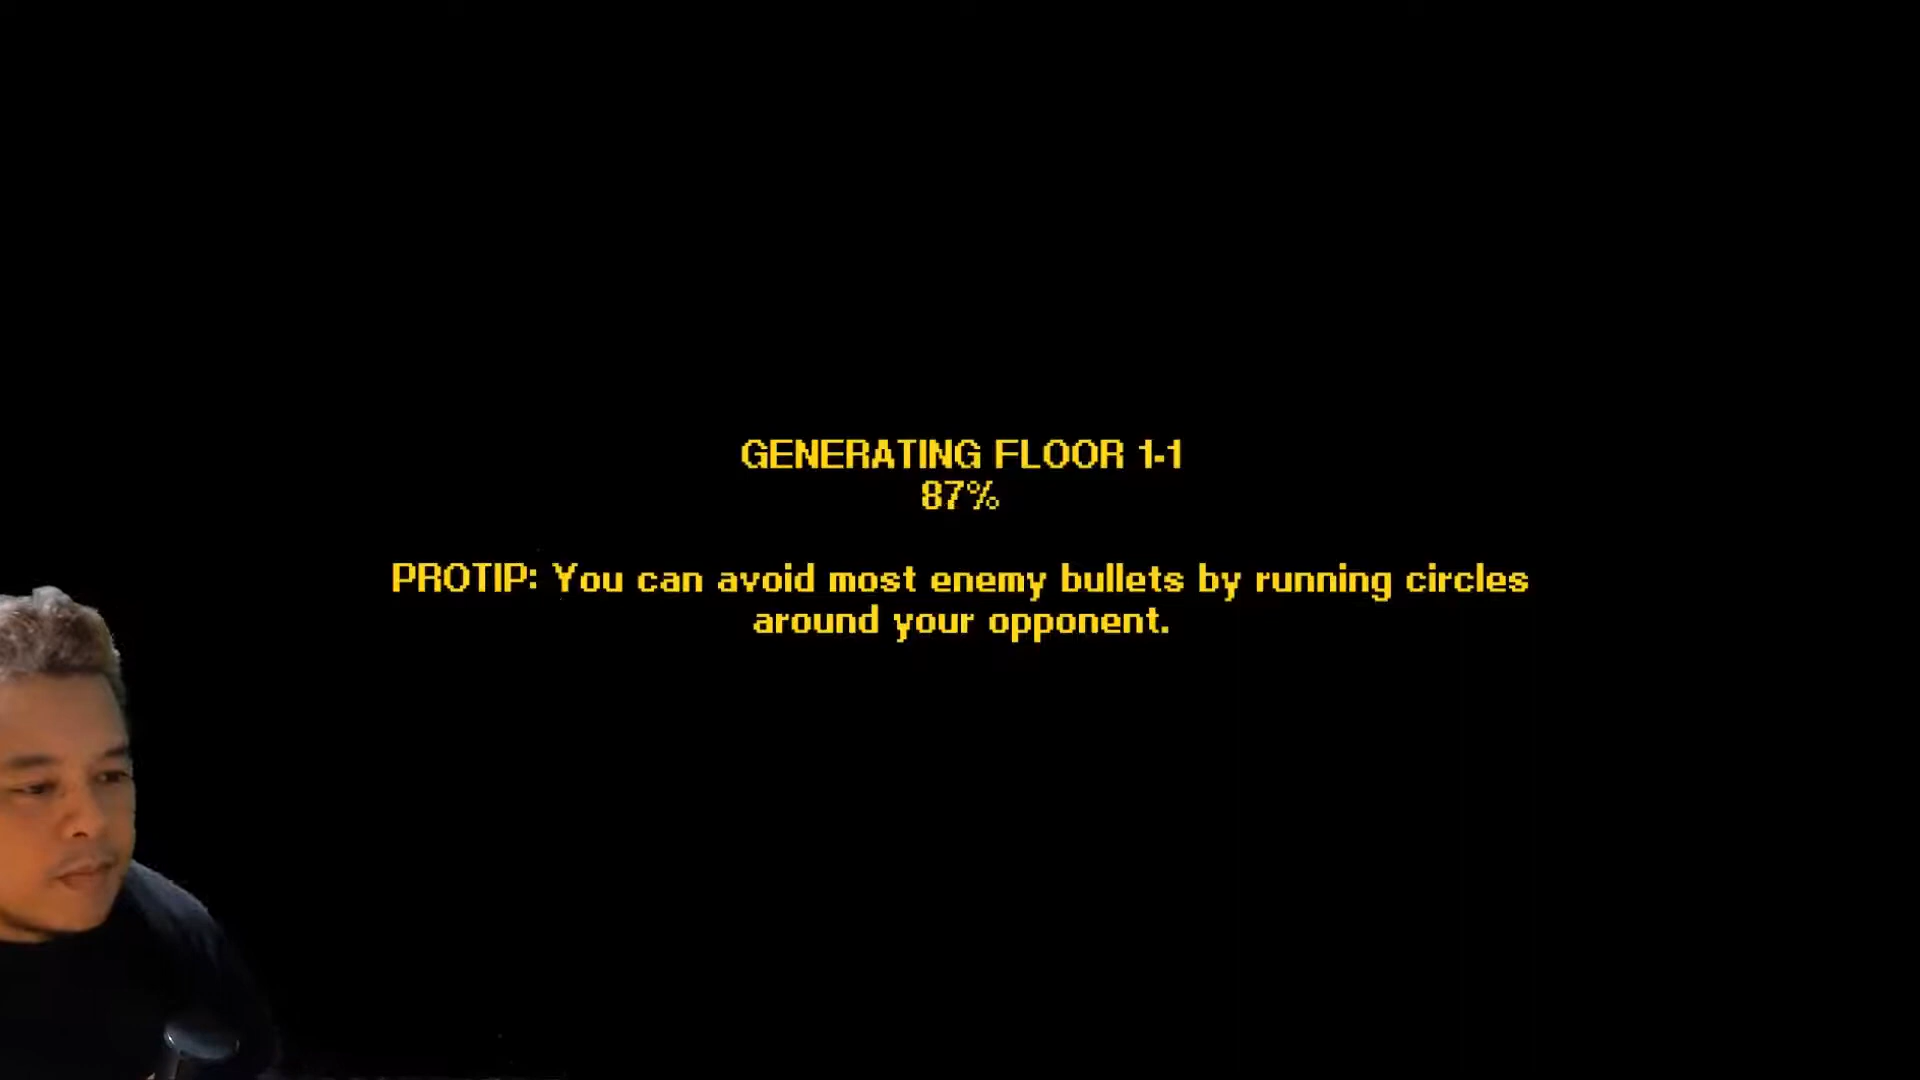 GENERATING FLOOR 1-1
87%
PROTIP: You can avoid most enemy bullets by running circles
around your opponent.